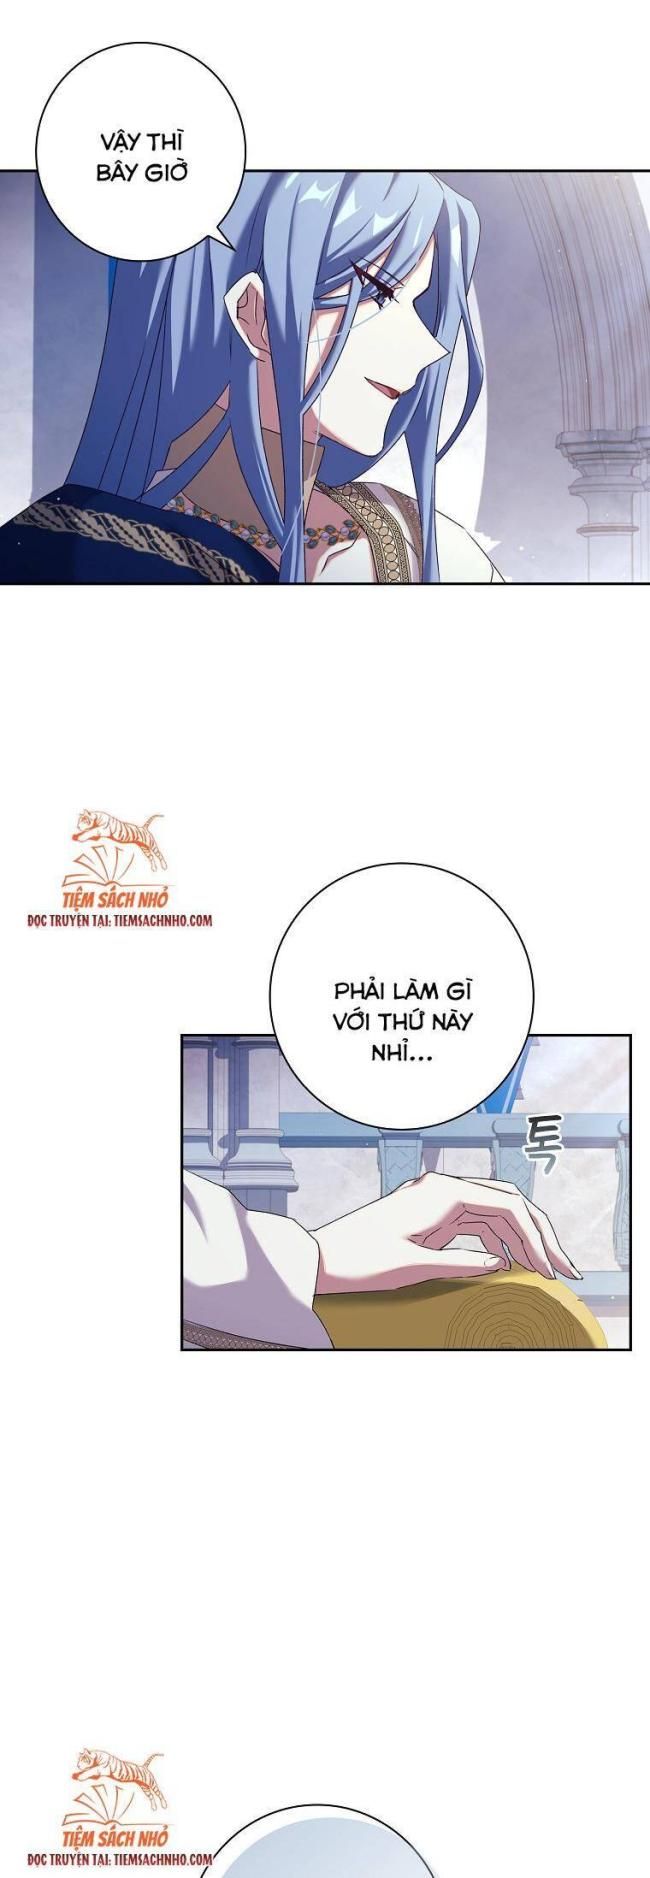 VẬY THÌ
BÂY GIỜ
TIỆM SÁCH NHỎ
ĐỌC TRUYỆN TẠI: TIEMSACHNHO.COM
PHẢI LÀM GÌ
VỚI THỨ NÀY
NHỈ...
톡
TIỆM SÁCH NHỎ
ĐỌC TRUYỆN TẠI: TIEMSACHNHO.COM